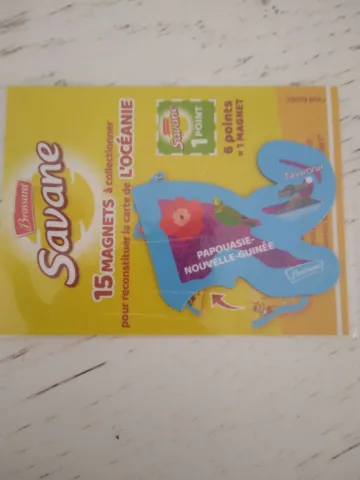 Brossard
Savane
15 MAGNETS à collectionner
pour reconstituer la carte de L'OCÉANIE
Savane
1 POINT
6 points
= 1 MAGNET
PAPOUASIE-
NOUVELLE-GUINÉE
Brossard